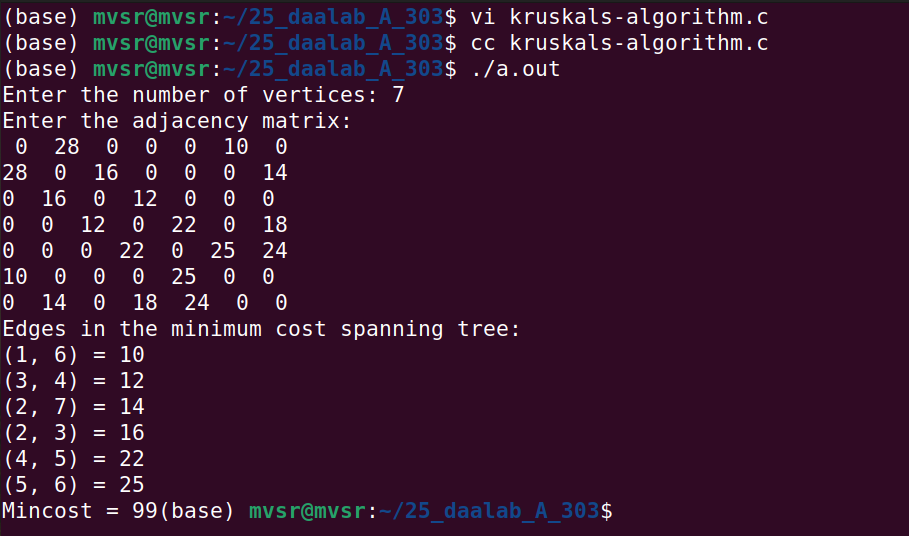 (base) mvsr@mvsr:~/25_daalab_A_303$ vi kruskals-algorithm.c
(base) mvsr@mvsr:~/25_daalab_A_303$ cc kruskals-algorithm.c
(base) mvsr@mvsr:~/25_daalab_A_303$ ./a.out
Enter the number of vertices: 7
Enter the adjacency matrix:
 0  28  0  0  0  10  0
28  0  16  0  0  0  14
0  16  0  12  0  0  0
0  0  12  0  22  0  18
0  0  0  22  0  25  24
10  0  0  0  25  0  0
0  14  0  18  24  0  0
Edges in the minimum cost spanning tree:
(1, 6) = 10
(3, 4) = 12
(2, 7) = 14
(2, 3) = 16
(4, 5) = 22
(5, 6) = 25
Mincost = 99(base) mvsr@mvsr:~/25_daalab_A_303$